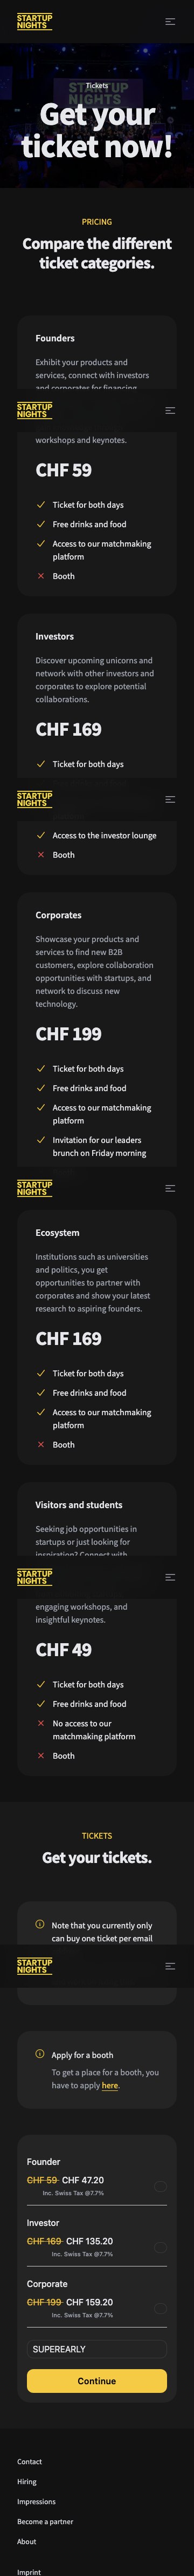 STARTUP
NIGHTS
Tickets
Get your
ticket now!
PRICING
Compare the different
ticket categories.
Founders
Exhibit your products and
services, connect with investors
and corporates for financing
STARTUP
NIGHTS
workshops and keynotes.
CHF 59
Ticket for both days
Free drinks and food
Access to our matchmaking
platform
Booth
Investors
Discover upcoming unicorns and
network with other investors and
corporates to explore potential
collaborations.
CHF 169
Ticket for both days
STARTUP
NIGHTS
Access to the investor lounge
Booth
Corporates
Showcase your products and
services to find new B2B
customers, explore collaboration
opportunities with startups, and
network to discuss new
technology.
CHF 199
Ticket for both days
Free drinks and food
Access to our matchmaking
platform
Invitation for our leaders
brunch on Friday morning
STARTUP
NIGHTS
Ecosystem
Institutions such as universities
and politics, you get
opportunities to partner with
corporates and show your latest
research to aspiring founders.
CHF 169
Ticket for both days
Free drinks and food
Access to our matchmaking
platform
Booth
Visitors and students
Seeking job opportunities in
startups or just looking for
inspiration? Connect with
STARTUP
NIGHTS
engaging workshops, and
insightful keynotes.
CHF 49
Ticket for both days
Free drinks and food
No access to our
matchmaking platform
Booth
TICKETS
Get your tickets.
Note that you currently only
can buy one ticket per email
STARTUP
NIGHTS
Apply for a booth
To get a place for a booth, you
have to apply here.
Founder
CHF 59 CHF 47.20
Inc. Swiss Tax @7.7%
Investor
CHF 169 CHF 135.20
Inc. Swiss Tax @7.7%
Corporate
CHF 199 CHF 159.20
Inc. Swiss Tax @7.7%
SUPEREARLY
Continue
Contact
Hiring
Impressions
Become a partner
About
Imprint